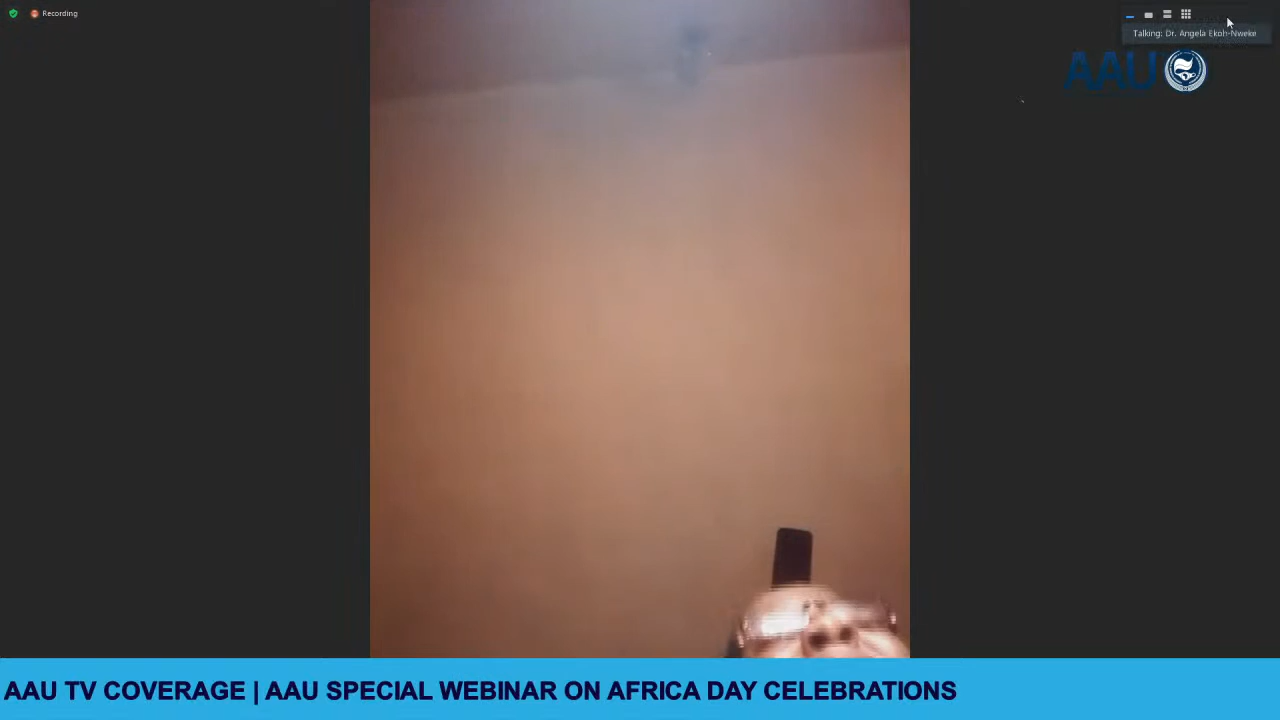 Recording
Talking: Dr. Angela Ekoh-Nweke
AAU
AAU TV COVERAGE | AAU SPECIAL WEBINAR ON AFRICA DAY CELEBRATIONS